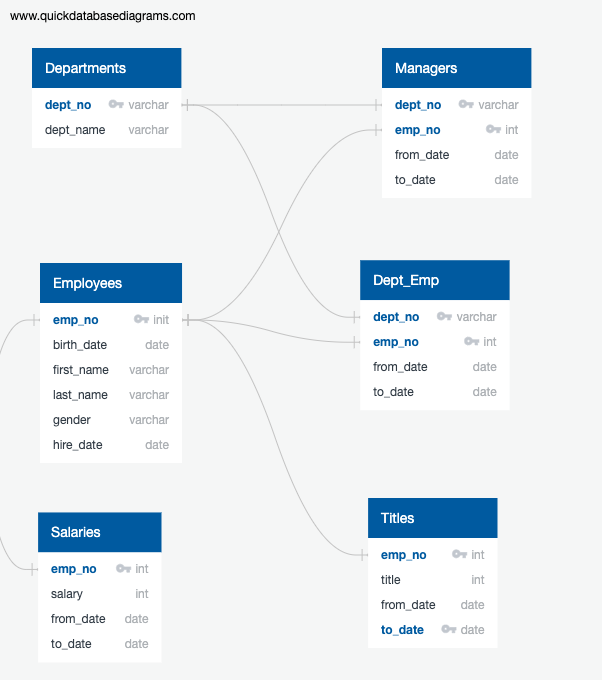 www.quickdatabasediagrams.com
Departments
dept_no varchar
dept_name varchar
Managers
dept_no varchar
emp_no int
from_date date
to_date date
Employees
emp_no init
birth_date date
first_name varchar
last_name varchar
gender varchar
hire_date date
Dept_Emp
dept_no varchar
emp_no int
from_date date
to_date date
Salaries
emp_no int
salary int
from_date date
to_date date
Titles
emp_no int
title int
from_date date
to_date date